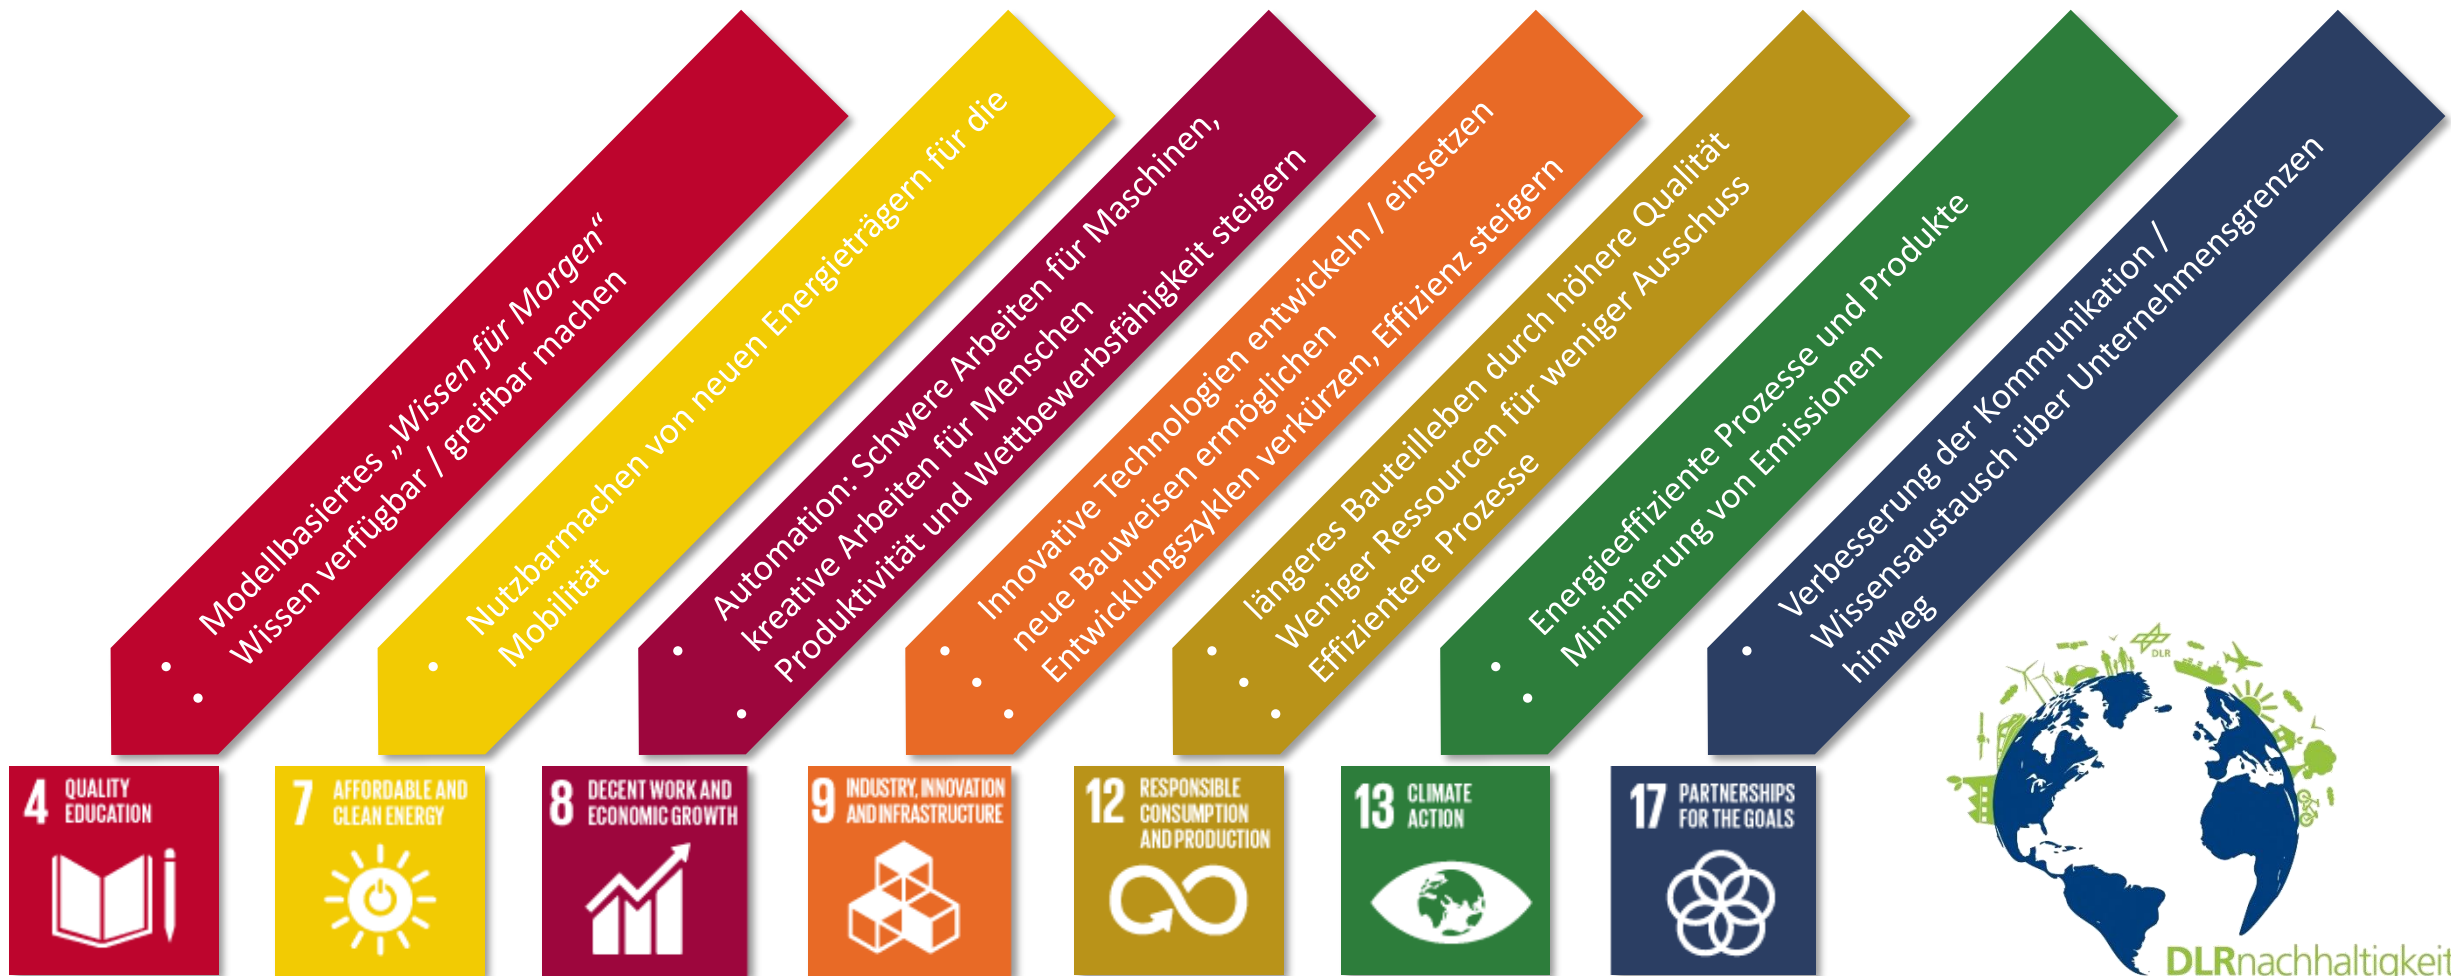 • Modellbasiertes „Wissen für Morgen“
• Wissen verfügbar / greifbar machen
• Nutzbarmachen von neuen Energieträgern für die
Mobilität
• Automation: Schwere Arbeiten für Maschinen,
kreative Arbeiten für Menschen
• Produktivität und Wettbewerbsfähigkeit steigern
• Innovative Technologien entwickeln / einsetzen
• neue Bauweisen ermöglichen
• Entwicklungszyklen verkürzen, Effizienz steigern
• längeres Bauteilleben durch höhere Qualität
• Weniger Ressourcen für weniger Ausschuss
• Effizientere Prozesse
• Energieeffiziente Prozesse und Produkte
• Minimierung von Emissionen
• Verbesserung der Kommunikation /
Wissensaustausch über Unternehmensgrenzen
hinweg
4 QUALITY
EDUCATION
7 AFFORDABLE AND
CLEAN ENERGY
8 DECENT WORK AND
ECONOMIC GROWTH
9 INDUSTRY, INNOVATION
AND INFRASTRUCTURE
12 RESPONSIBLE
CONSUMPTION
AND PRODUCTION
13 CLIMATE
ACTION
17 PARTNERSHIPS
FOR THE GOALS
DLR
DLRnachhaltigkeit